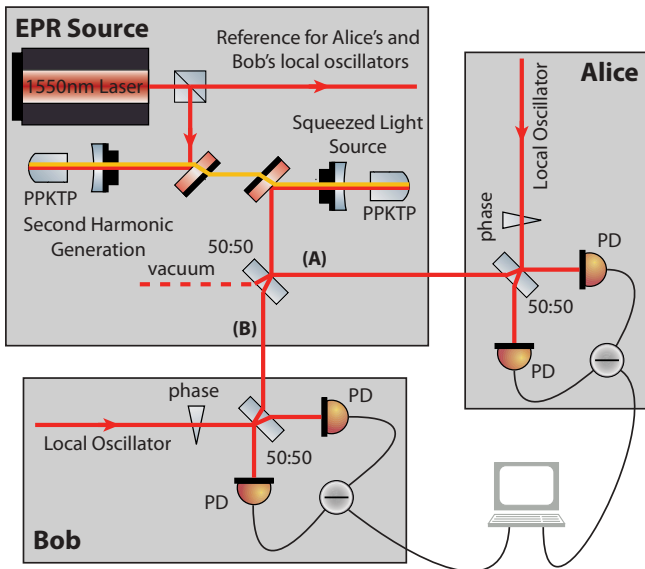 EPR Source
1550nm Laser
Reference for Alice's and
Bob's local oscillators
Squeezed Light
Source
PPKTP
PPKTP
Second Harmonic
Generation
50:50
vacuum
(A)
(B)
Alice
Local Oscillator
phase
PD
50:50
PD
phase
PD
Local Oscillator
50:50
PD
Bob